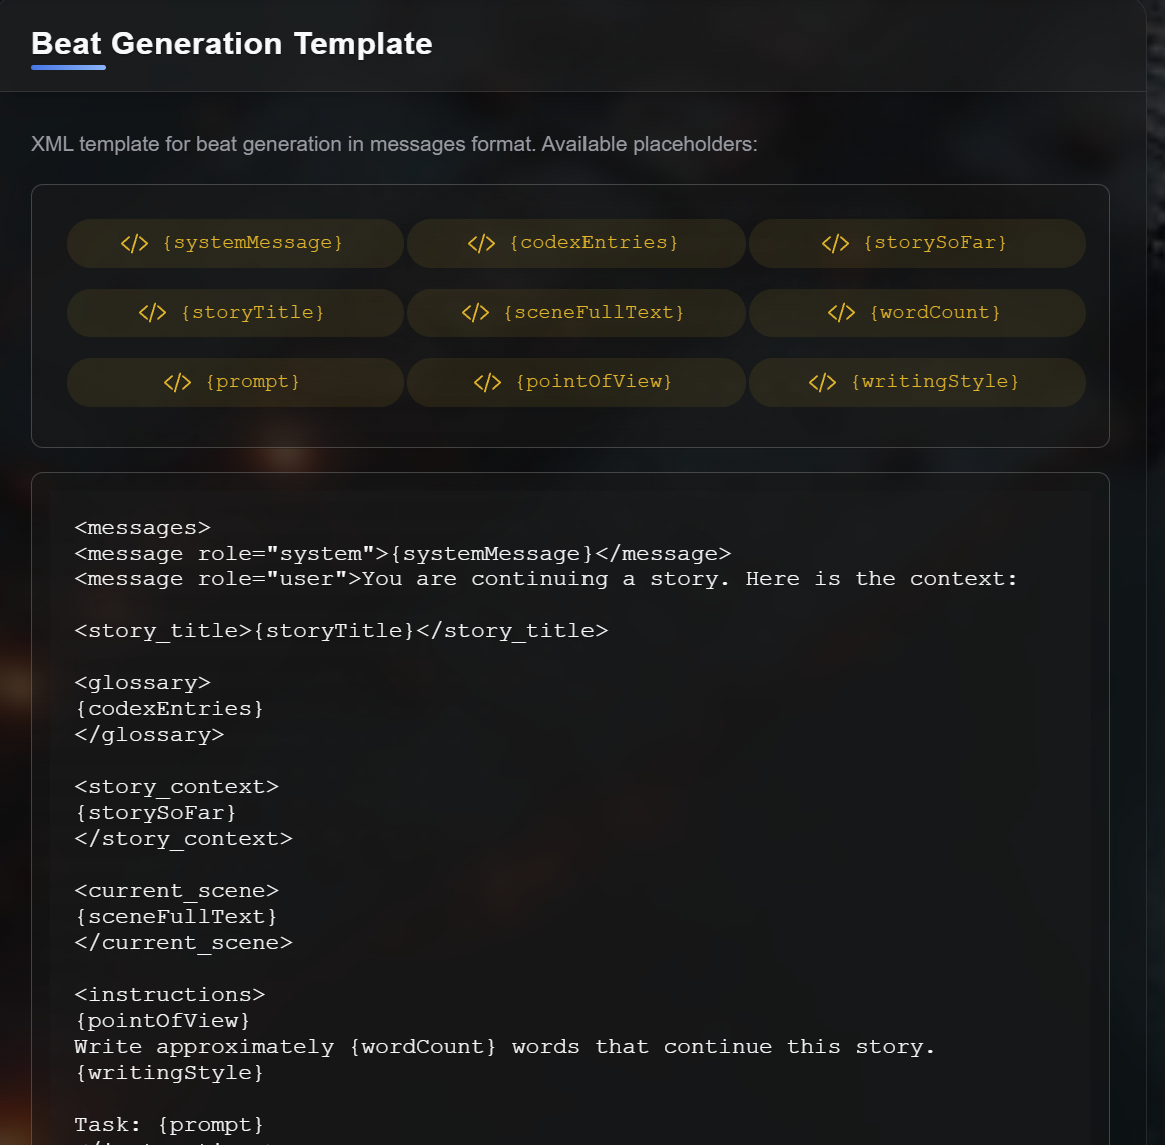 Beat Generation Template
XML template for beat generation in messages format. Available placeholders:
</> {systemMessage} </> {codexEntries} </> {storySoFar}
</> {storyTitle} </> {sceneFullText} </> {wordCount}
</> {prompt} </> {pointOfView} </> {writingStyle}
<messages>
<message role="system">{systemMessage}</message>
<message role="user">You are continuing a story. Here is the context:
<story_title>{storyTitle}</story_title>
<glossary>
{codexEntries}
</glossary>
<story_context>
{storySoFar}
</story_context>
<current_scene>
{sceneFullText}
</current_scene>
<instructions>
{pointOfView}
Write approximately {wordCount} words that continue this story.
{writingStyle}
Task: {prompt}